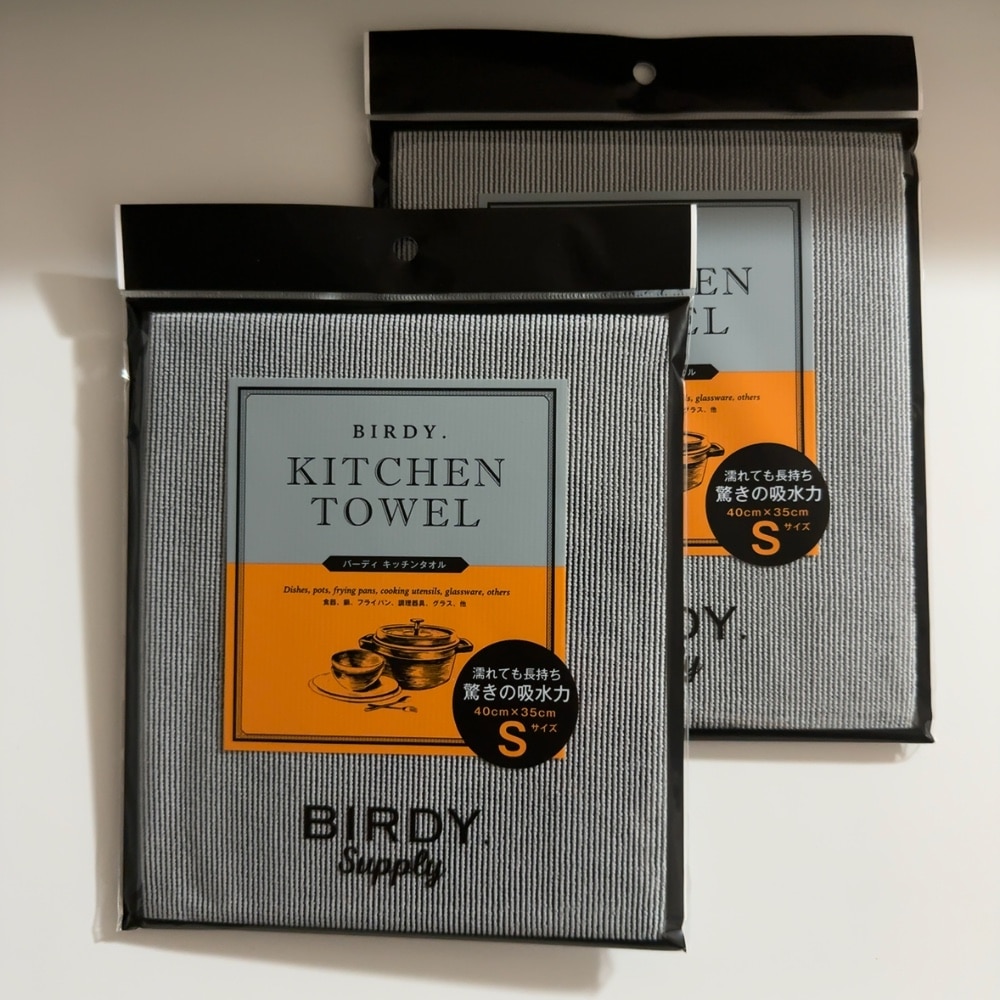 BIRDY.
KITCHEN
TOWEL
バーディ キッチンタオル
Dishes, pots, frying pans, cooking utensils, glassware, others
食器、鍋、フライパン、調理器具、グラス、他
濡れても長持ち
驚きの吸水力
40cm×35cm
Sサイズ
BIRDY.
Supply
EN
EL
ル
glassware, others
グラス、他
濡れても長持ち
驚きの吸水力
40cm×35cm
Sサイズ
DY.
y